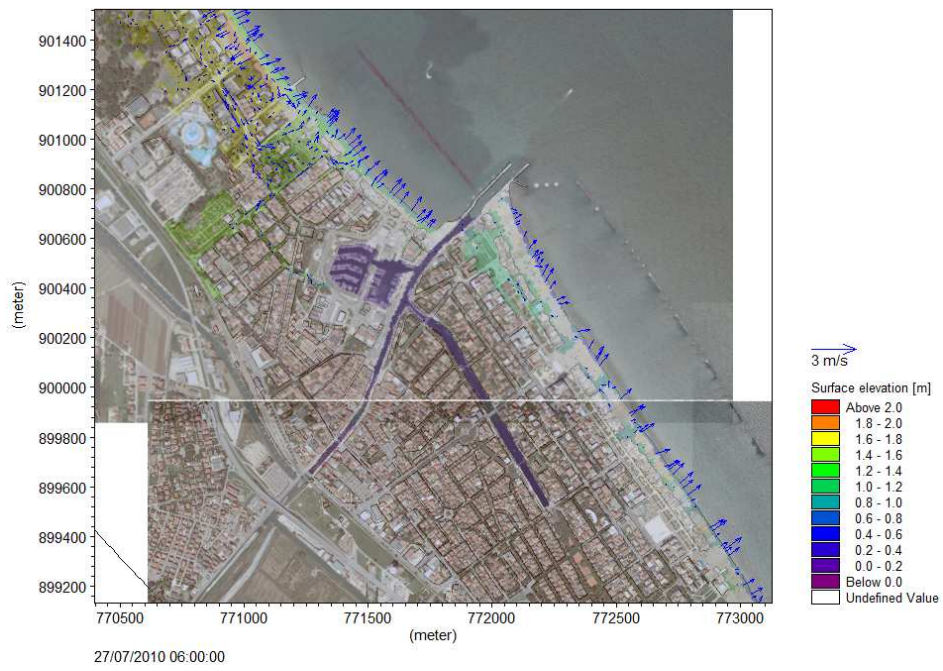 901400
901200
901000
900800
900600
900400
900200
900000
899800
899600
899400
899200
(meter)
770500
771000
771500
772000
772500
773000
(meter)
27/07/2010 06:00:00
3 m/s
Surface elevation [m]
Above 2.0
1.8 - 2.0
1.6 - 1.8
1.4 - 1.6
1.2 - 1.4
1.0 - 1.2
0.8 - 1.0
0.6 - 0.8
0.4 - 0.6
0.2 - 0.4
0.0 - 0.2
Below 0.0
Undefined Value